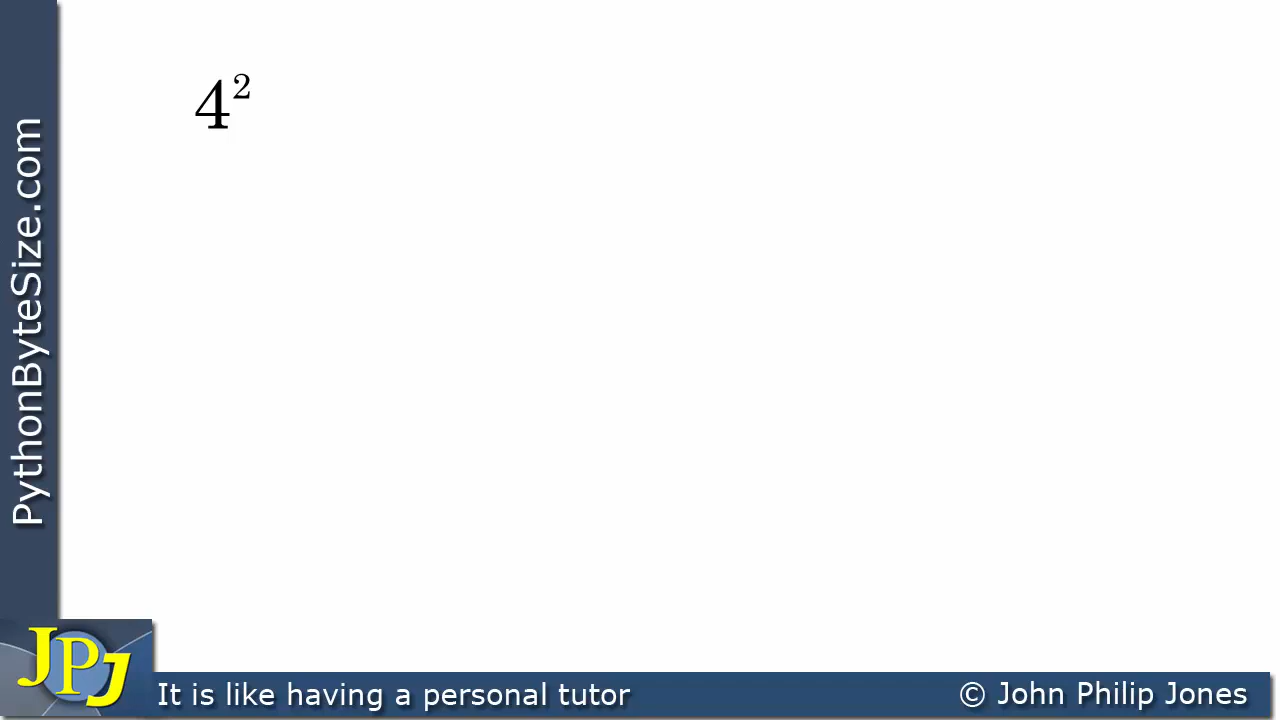 4²
PythonByteSize.com
JPJ
It is like having a personal tutor
© John Philip Jones